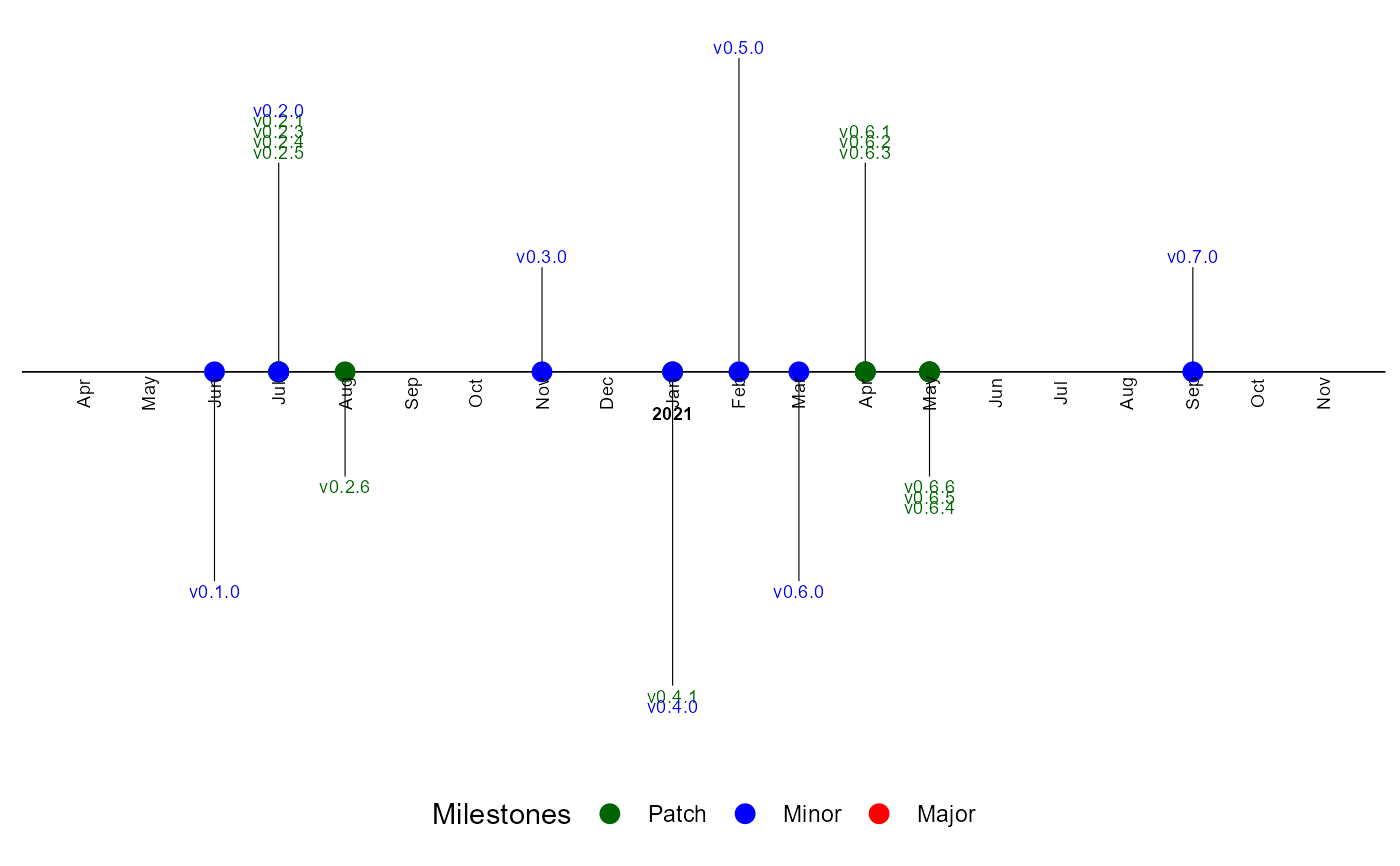 v0.5.0
v0.2.0
v0.2.1
v0.2.3
v0.2.4
v0.2.5
v0.6.1
v0.6.2
v0.6.3
v0.3.0
v0.7.0
Apr May Jun Jul Aug Sep Oct Nov Dec Jan Feb Mar Apr May Jun Jul Aug Sep Oct Nov
2021
v0.2.6
v0.6.6
v0.6.5
v0.6.4
v0.1.0
v0.6.0
v0.4.1
v0.4.0
Milestones Patch Minor Major